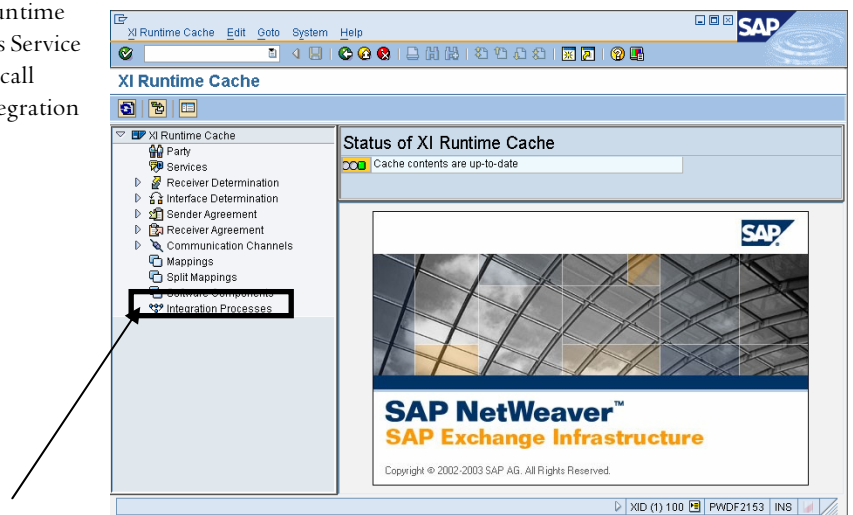 untime
s Service
call
tegration
XI Runtime Cache Edit Goto System Help
SAP
XI Runtime Cache
XI Runtime Cache
Party
Services
Receiver Determination
Interface Determination
Sender Agreement
Receiver Agreement
Communication Channels
Mappings
Split Mappings
Software Components
Integration Processes
Status of XI Runtime Cache
Cache contents are up-to-date
SAP
SAP NetWeaver™
SAP Exchange Infrastructure
Copyright © 2002-2003 SAP AG. All Rights Reserved.
XID (1) 100 PWDF2153 INS